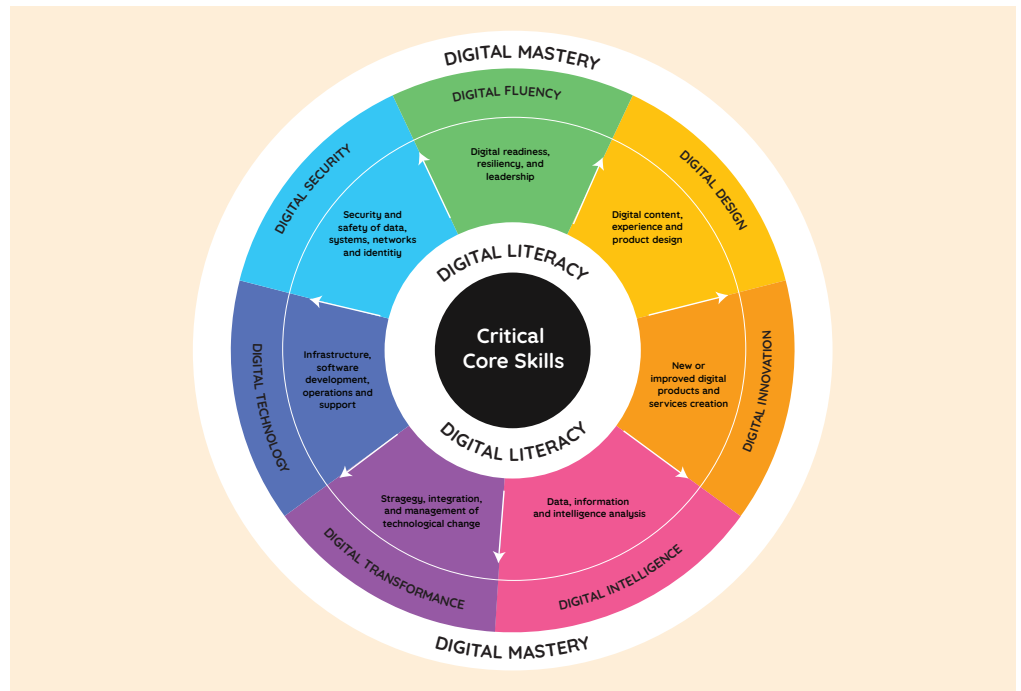 DIGITAL MASTERY
DIGITAL FLUENCY
Digital readiness,
resiliency, and
leadership
DIGITAL DESIGN
Digital content,
experience and
product design
DIGITAL INNOVATION
New or
improved digital
products and
services creation
DIGITAL INTELLIGENCE
Data, information
and intelligence analysis
DIGITAL TRANSFORMANCE
Stragegy, integration,
and management of
technological change
DIGITAL TECHNOLOGY
Infrastructure,
software
development,
operations and
support
DIGITAL SECURITY
Security and
safety of data,
systems, networks
and identitiy
DIGITAL LITERACY
Critical
Core Skills
DIGITAL LITERACY
DIGITAL MASTERY